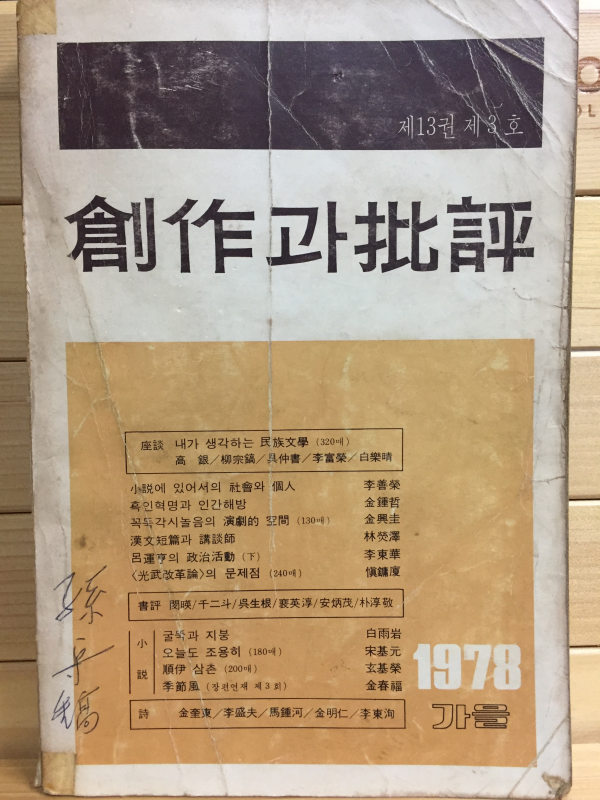 제13권 제3호
創作과批評
座談 내가 생각하는 民族文學 (320매)
高 銀／柳宗鎬／具仲書／李富榮／白樂晴
小説에 있어서의 社會와 個人 李善榮
흑인혁명과 인간해방 金鍾哲
꼭둑각시놀음의 演劇的 空間 (130매) 金興圭
漢文短篇과 講談師 林熒澤
呂運亨의 政治活動 (下) 李東華
〈光武改革論〉의 문제점 (240매) 愼鏞廈
書評 閔暎/千二斗/吳生根/裵英淳/安炳茂/朴淳敬
小説
굴뚝과 지붕 白雨岩
오늘도 조용히 (180매) 宋基元
順伊 삼촌 (200매) 玄基榮
季節風 (장편연재 제3회) 金春福
詩 金奎東／李盛夫／馬鍾河／金明仁／李東洵
1978
가을